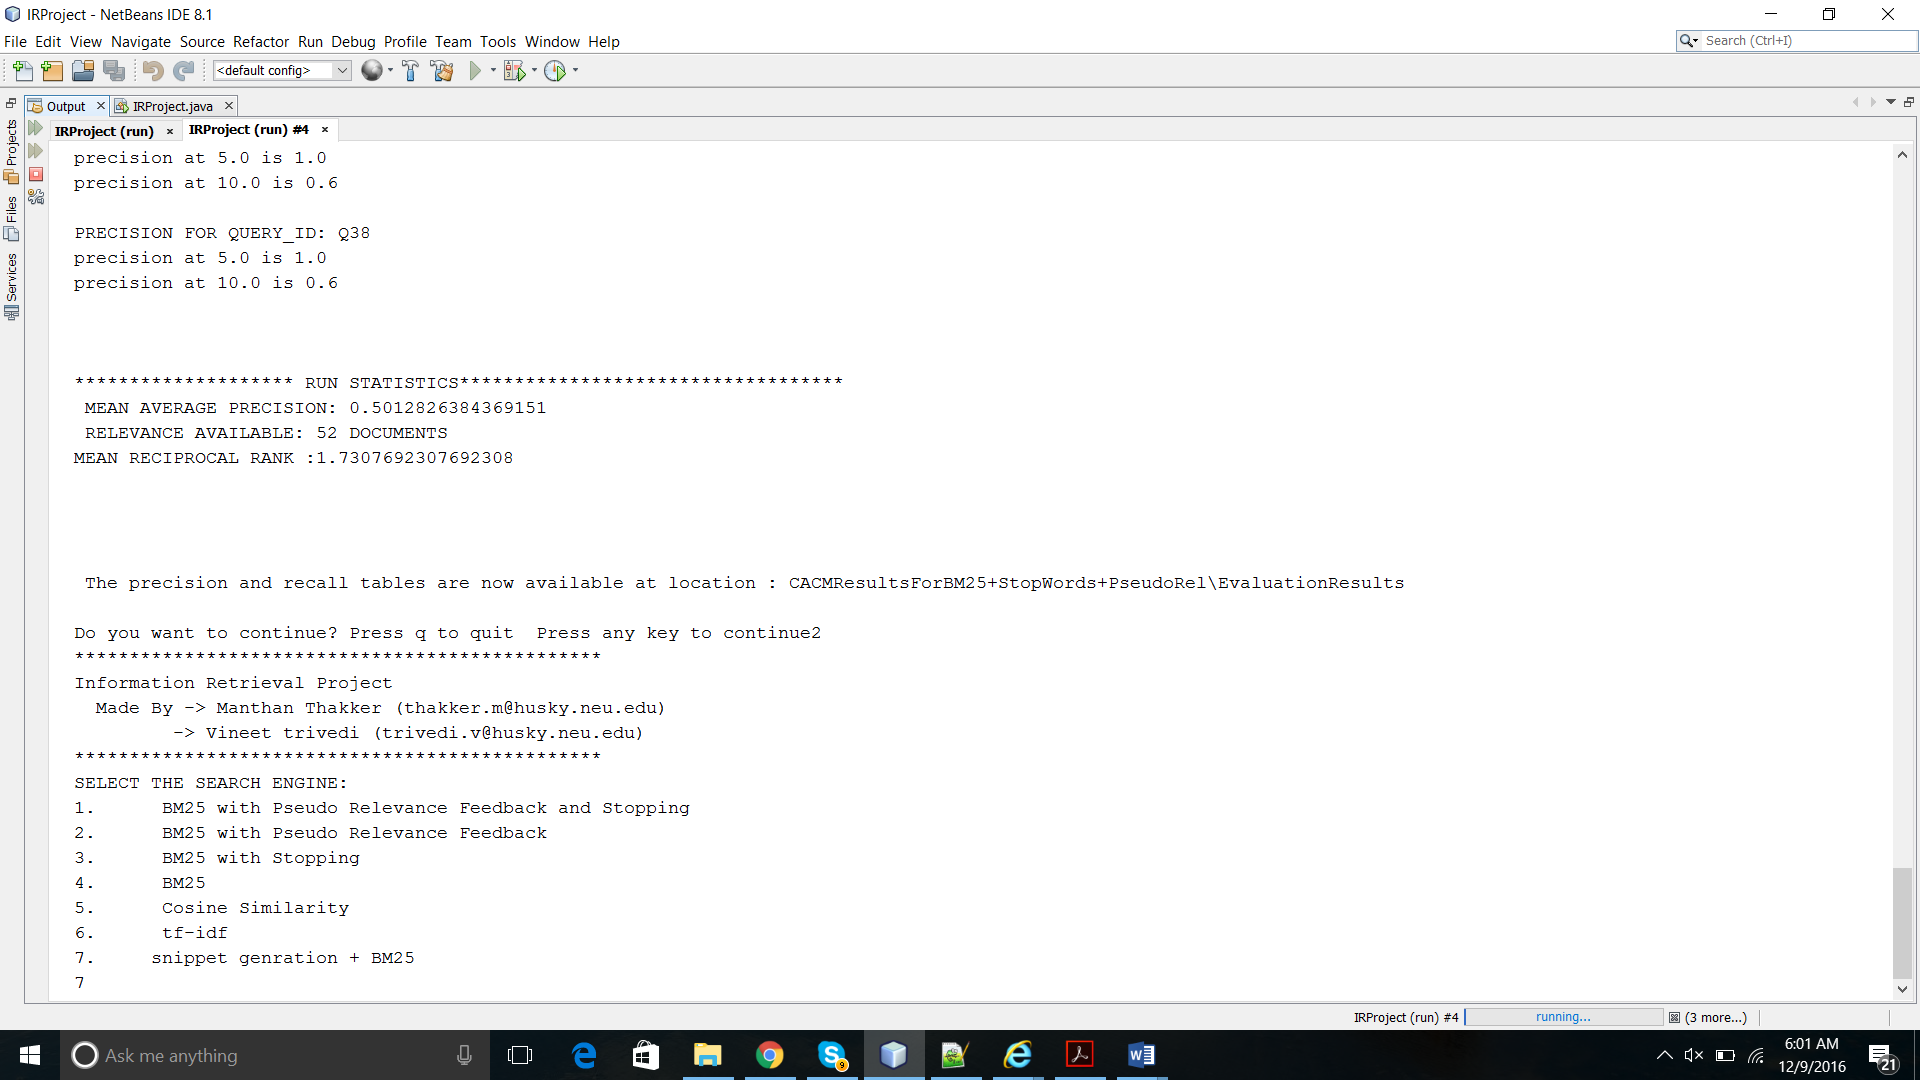 IRProject - NetBeans IDE 8.1
File Edit View Navigate Source Refactor Run Debug Profile Team Tools Window Help
Search (Ctrl+I)
<default config>
Output
IRProject.java
IRProject (run)
IRProject (run) #4
Projects
Files
Services
precision at 5.0 is 1.0
precision at 10.0 is 0.6
PRECISION FOR QUERY_ID: Q38
precision at 5.0 is 1.0
precision at 10.0 is 0.6
******************** RUN STATISTICS***********************************
MEAN AVERAGE PRECISION: 0.5012826384369151
RELEVANCE AVAILABLE: 52 DOCUMENTS
MEAN RECIPROCAL RANK :1.7307692307692308
The precision and recall tables are now available at location : CACMResultsForBM25+StopWords+PseudoRel\EvaluationResults
Do you want to continue? Press q to quit  Press any key to continue2
************************************************
Information Retrieval Project
Made By -> Manthan Thakker (thakker.m@husky.neu.edu)
-> Vineet trivedi (trivedi.v@husky.neu.edu)
************************************************
SELECT THE SEARCH ENGINE:
1. BM25 with Pseudo Relevance Feedback and Stopping
2. BM25 with Pseudo Relevance Feedback
3. BM25 with Stopping
4. BM25
5. Cosine Similarity
6. tf-idf
7. snippet genration + BM25
7
IRProject (run) #4
running...
(3 more...)
Ask me anything
9
6:01 AM
12/9/2016
21